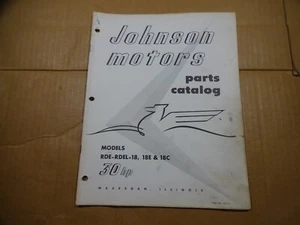 Johnson
motors
parts
catalog
MODELS
RDE-RDEL-18, 18E & 18C
30 hp
WAUKEGAN, ILLINOIS